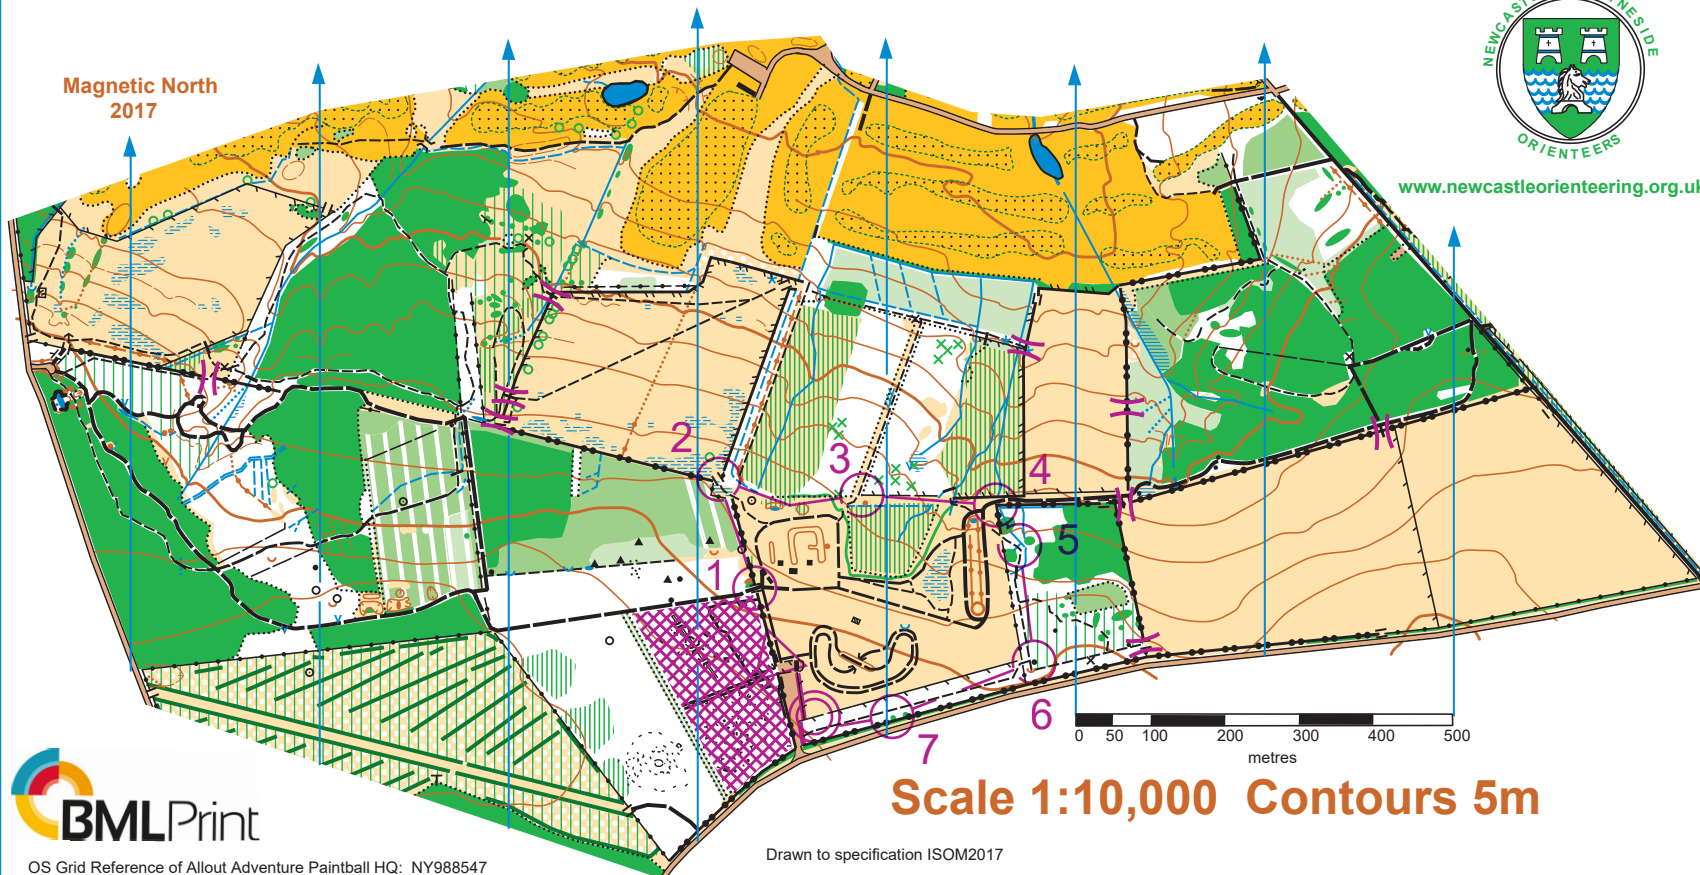 Magnetic North
2017
ORIENTEERS
www.newcastleorienteering.org.uk
2
3
4
5
1
6
7
0 50 100 200 300 400 500
metres
Scale 1:10,000 Contours 5m
BMLPrint
Drawn to specification ISOM2017
OS Grid Reference of Allout Adventure Paintball HQ: NY988547